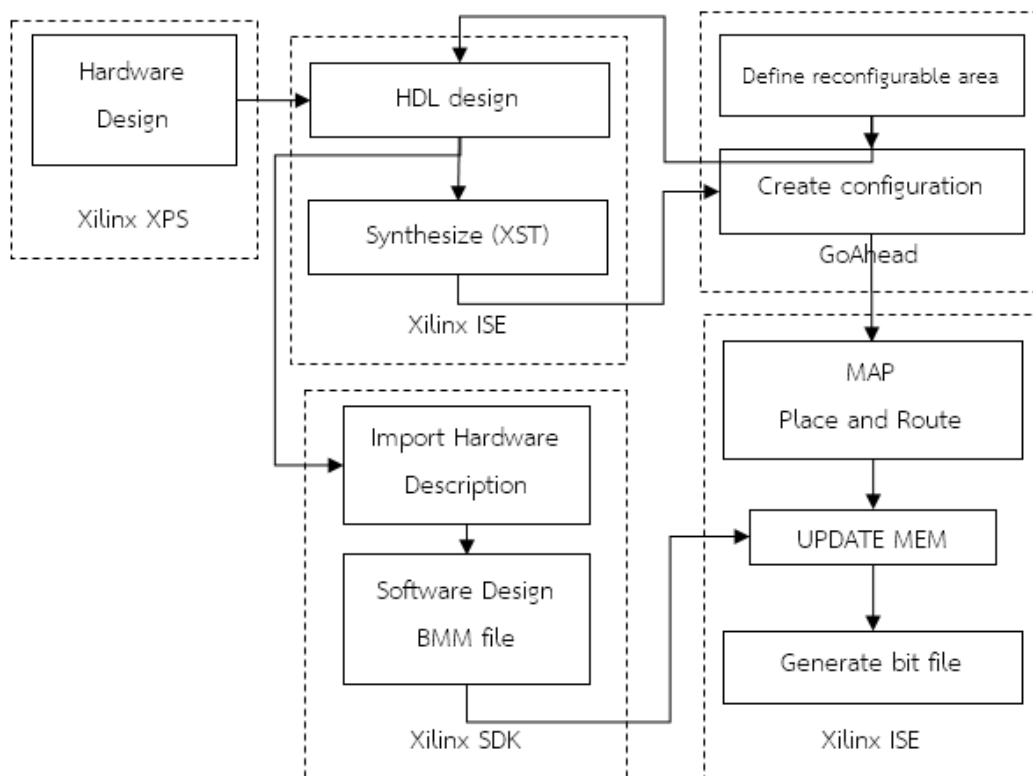 Hardware
Design
Xilinx XPS
HDL design
Synthesize (XST)
Xilinx ISE
Define reconfigurable area
Create configuration
GoAhead
Import Hardware
Description
Software Design
BMM file
Xilinx SDK
MAP
Place and Route
UPDATE MEM
Generate bit file
Xilinx ISE